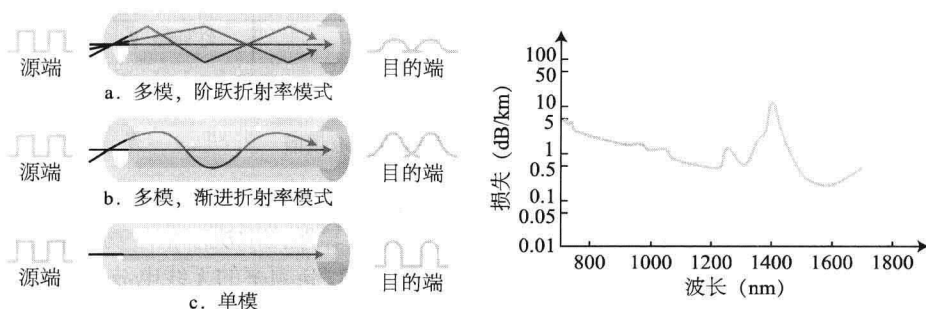 源端
目的端
a. 多模，阶跃折射率模式
源端
目的端
b. 多模，渐进折射率模式
源端
目的端
c. 单模
损失（dB/km）
100
50
10
5
1
0.5
0.1
0.05
0.01
800
1000
1200
1400
1600
1800
波长（nm）